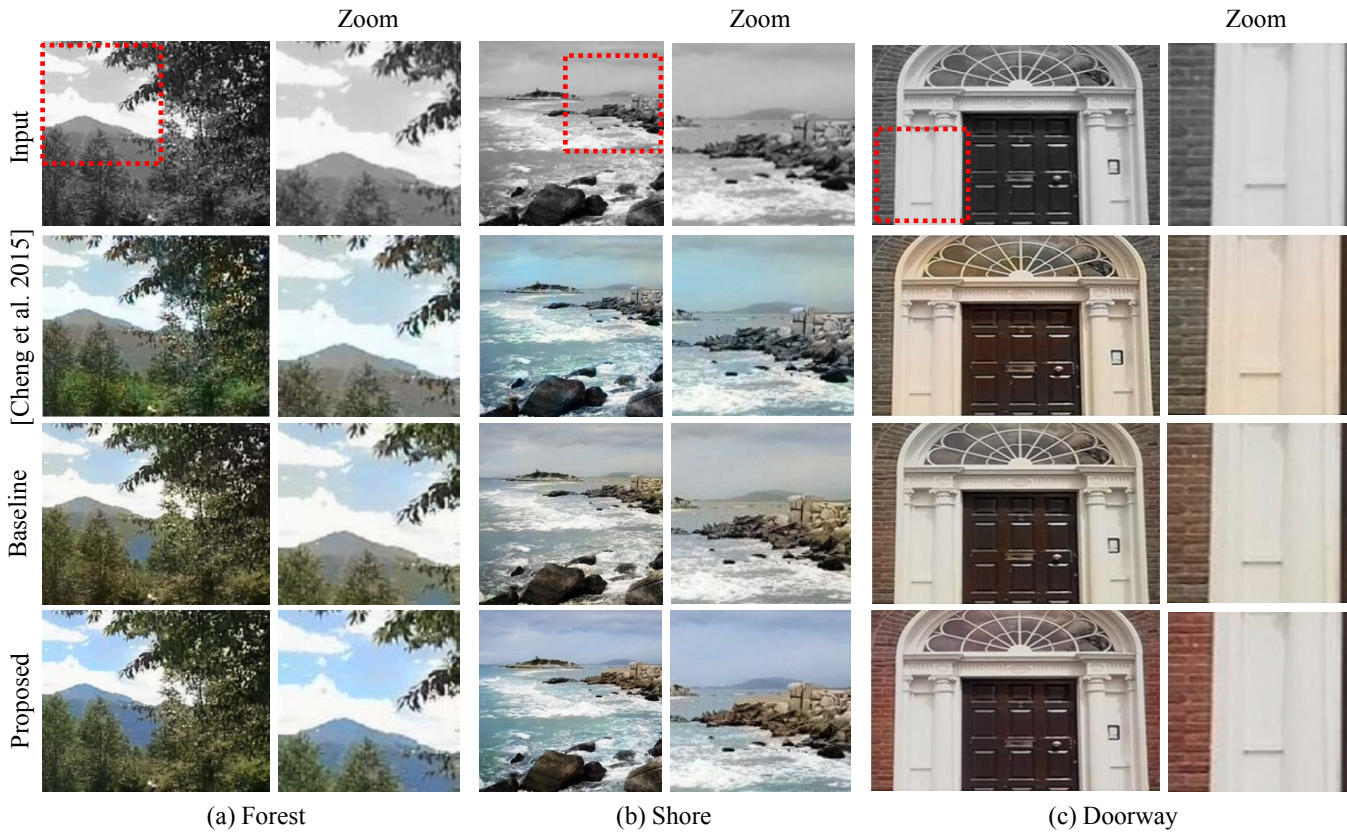 Zoom Zoom Zoom
Input
[Cheng et al. 2015]
Baseline
Proposed
(a) Forest (b) Shore (c) Doorway